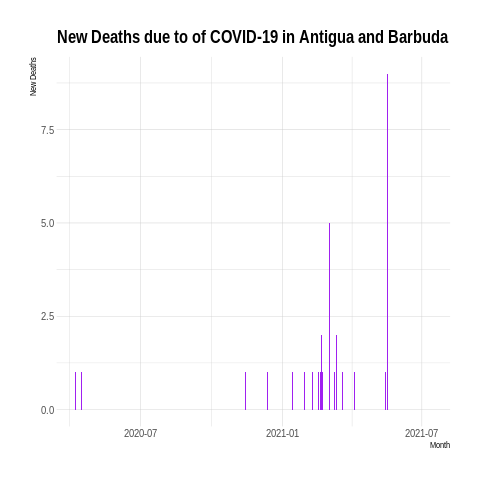 New Deaths due to of COVID-19 in Antigua and Barbuda
New Deaths
7.5
5.0
2.5
0.0
2020-07 2021-01 2021-07
Month